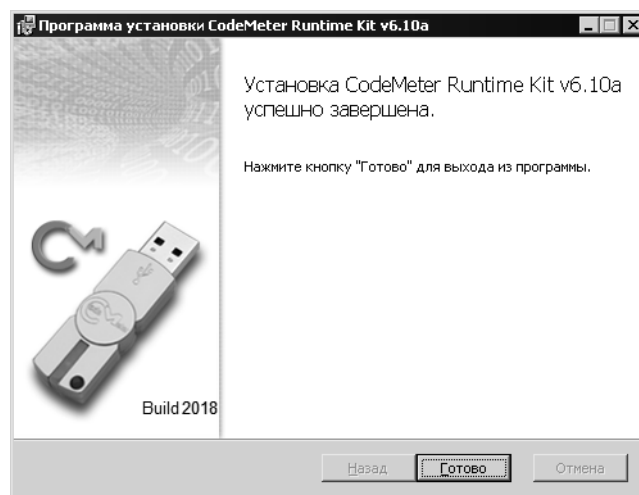 Программа установки CodeMeter Runtime Kit v6.10a
Установка CodeMeter Runtime Kit v6.10a
успешно завершена.
Нажмите кнопку "Готово" для выхода из программы.
CM
Build 2018
Назад
Готово
Отмена